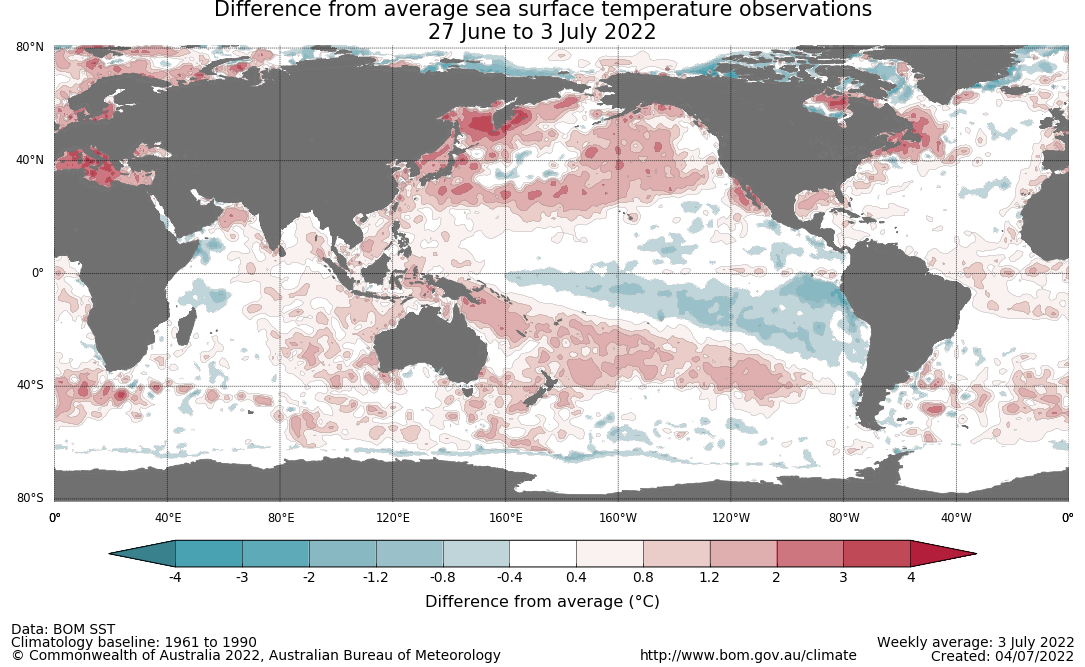 Difference from average sea surface temperature observations
27 June to 3 July 2022
80°N
40°N
0°
40°S
80°S
0° 40°E 80°E 120°E 160°E 160°W 120°W 80°W 40°W 0°
-4 -3 -2 -1.2 -0.8 -0.4 0.4 0.8 1.2 2 3 4
Difference from average (°C)
Data: BOM SST
Climatology baseline: 1961 to 1990
© Commonwealth of Australia 2022, Australian Bureau of Meteorology
http://www.bom.gov.au/climate
Weekly average: 3 July 2022
Created: 04/07/2022